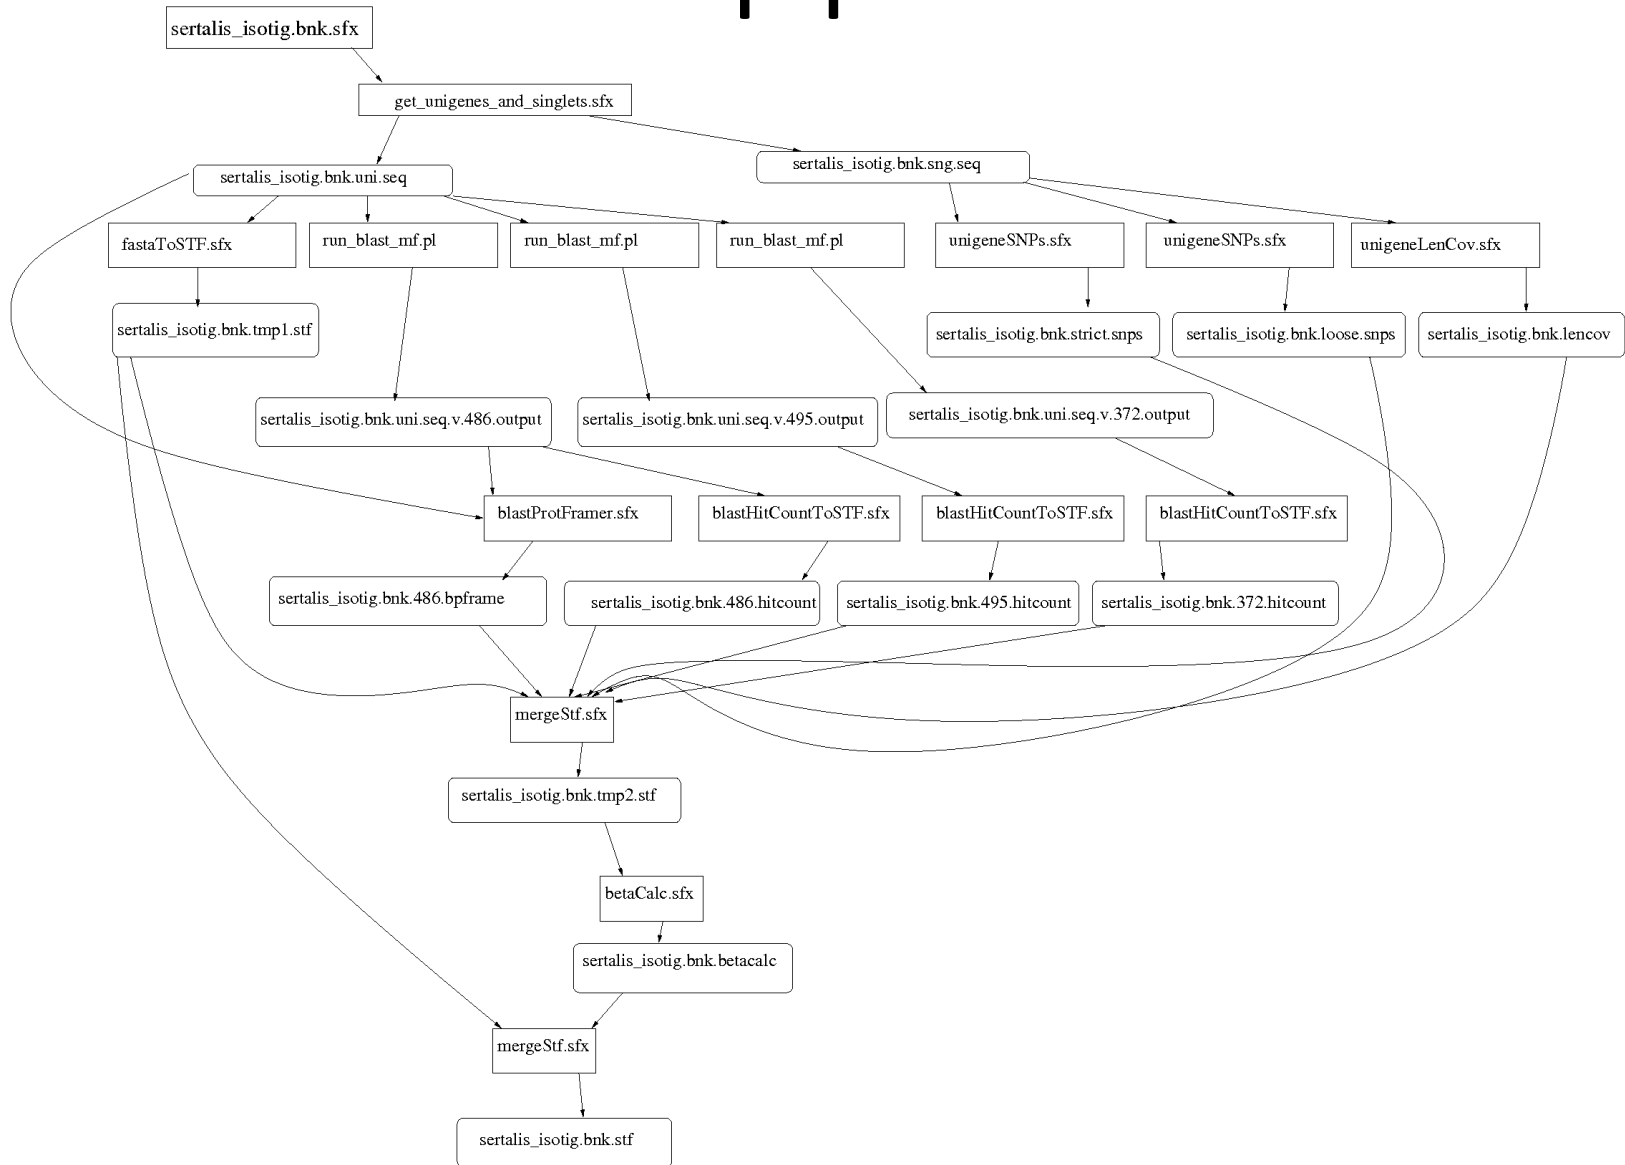 sertalis_isotig.bnk.sfx
get_unigenes_and_singlets.sfx
sertalis_isotig.bnk.uni.seq
sertalis_isotig.bnk.sng.seq
fastaToSTF.sfx
run_blast_mf.pl
run_blast_mf.pl
run_blast_mf.pl
unigeneSNPs.sfx
unigeneSNPs.sfx
unigeneLenCov.sfx
sertalis_isotig.bnk.tmp1.stf
sertalis_isotig.bnk.strict.snps
sertalis_isotig.bnk.loose.snps
sertalis_isotig.bnk.lencov
sertalis_isotig.bnk.uni.seq.v.486.output
sertalis_isotig.bnk.uni.seq.v.495.output
sertalis_isotig.bnk.uni.seq.v.372.output
blastProtFramer.sfx
blastHitCountToSTF.sfx
blastHitCountToSTF.sfx
blastHitCountToSTF.sfx
sertalis_isotig.bnk.486.bpframe
sertalis_isotig.bnk.486.hitcount
sertalis_isotig.bnk.495.hitcount
sertalis_isotig.bnk.372.hitcount
mergeStf.sfx
sertalis_isotig.bnk.tmp2.stf
betaCalc.sfx
sertalis_isotig.bnk.betacalc
mergeStf.sfx
sertalis_isotig.bnk.stf